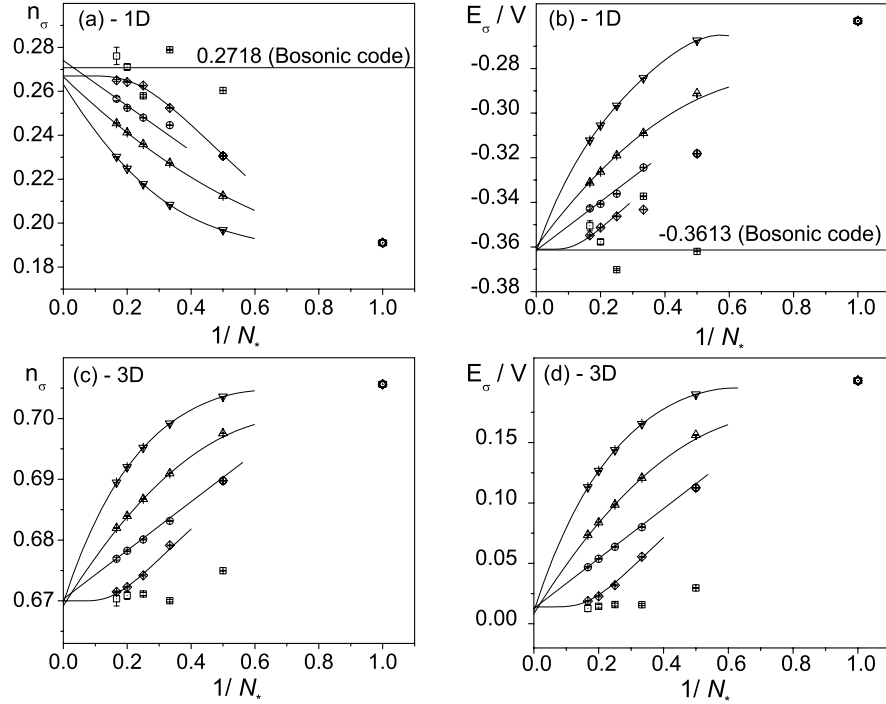 n_σ
(a) - 1D
0.28
0.26
0.24
0.22
0.20
0.18
0.2718 (Bosonic code)
0.0 0.2 0.4 0.6 0.8 1.0
1/ N_*
E_σ / V
(b) - 1D
-0.28
-0.30
-0.32
-0.34
-0.36
-0.38
-0.3613 (Bosonic code)
0.0 0.2 0.4 0.6 0.8 1.0
1/ N_*
n_σ
(c) - 3D
0.70
0.69
0.68
0.67
0.0 0.2 0.4 0.6 0.8 1.0
1/ N_*
E_σ / V
(d) - 3D
0.15
0.10
0.05
0.00
0.0 0.2 0.4 0.6 0.8 1.0
1/ N_*